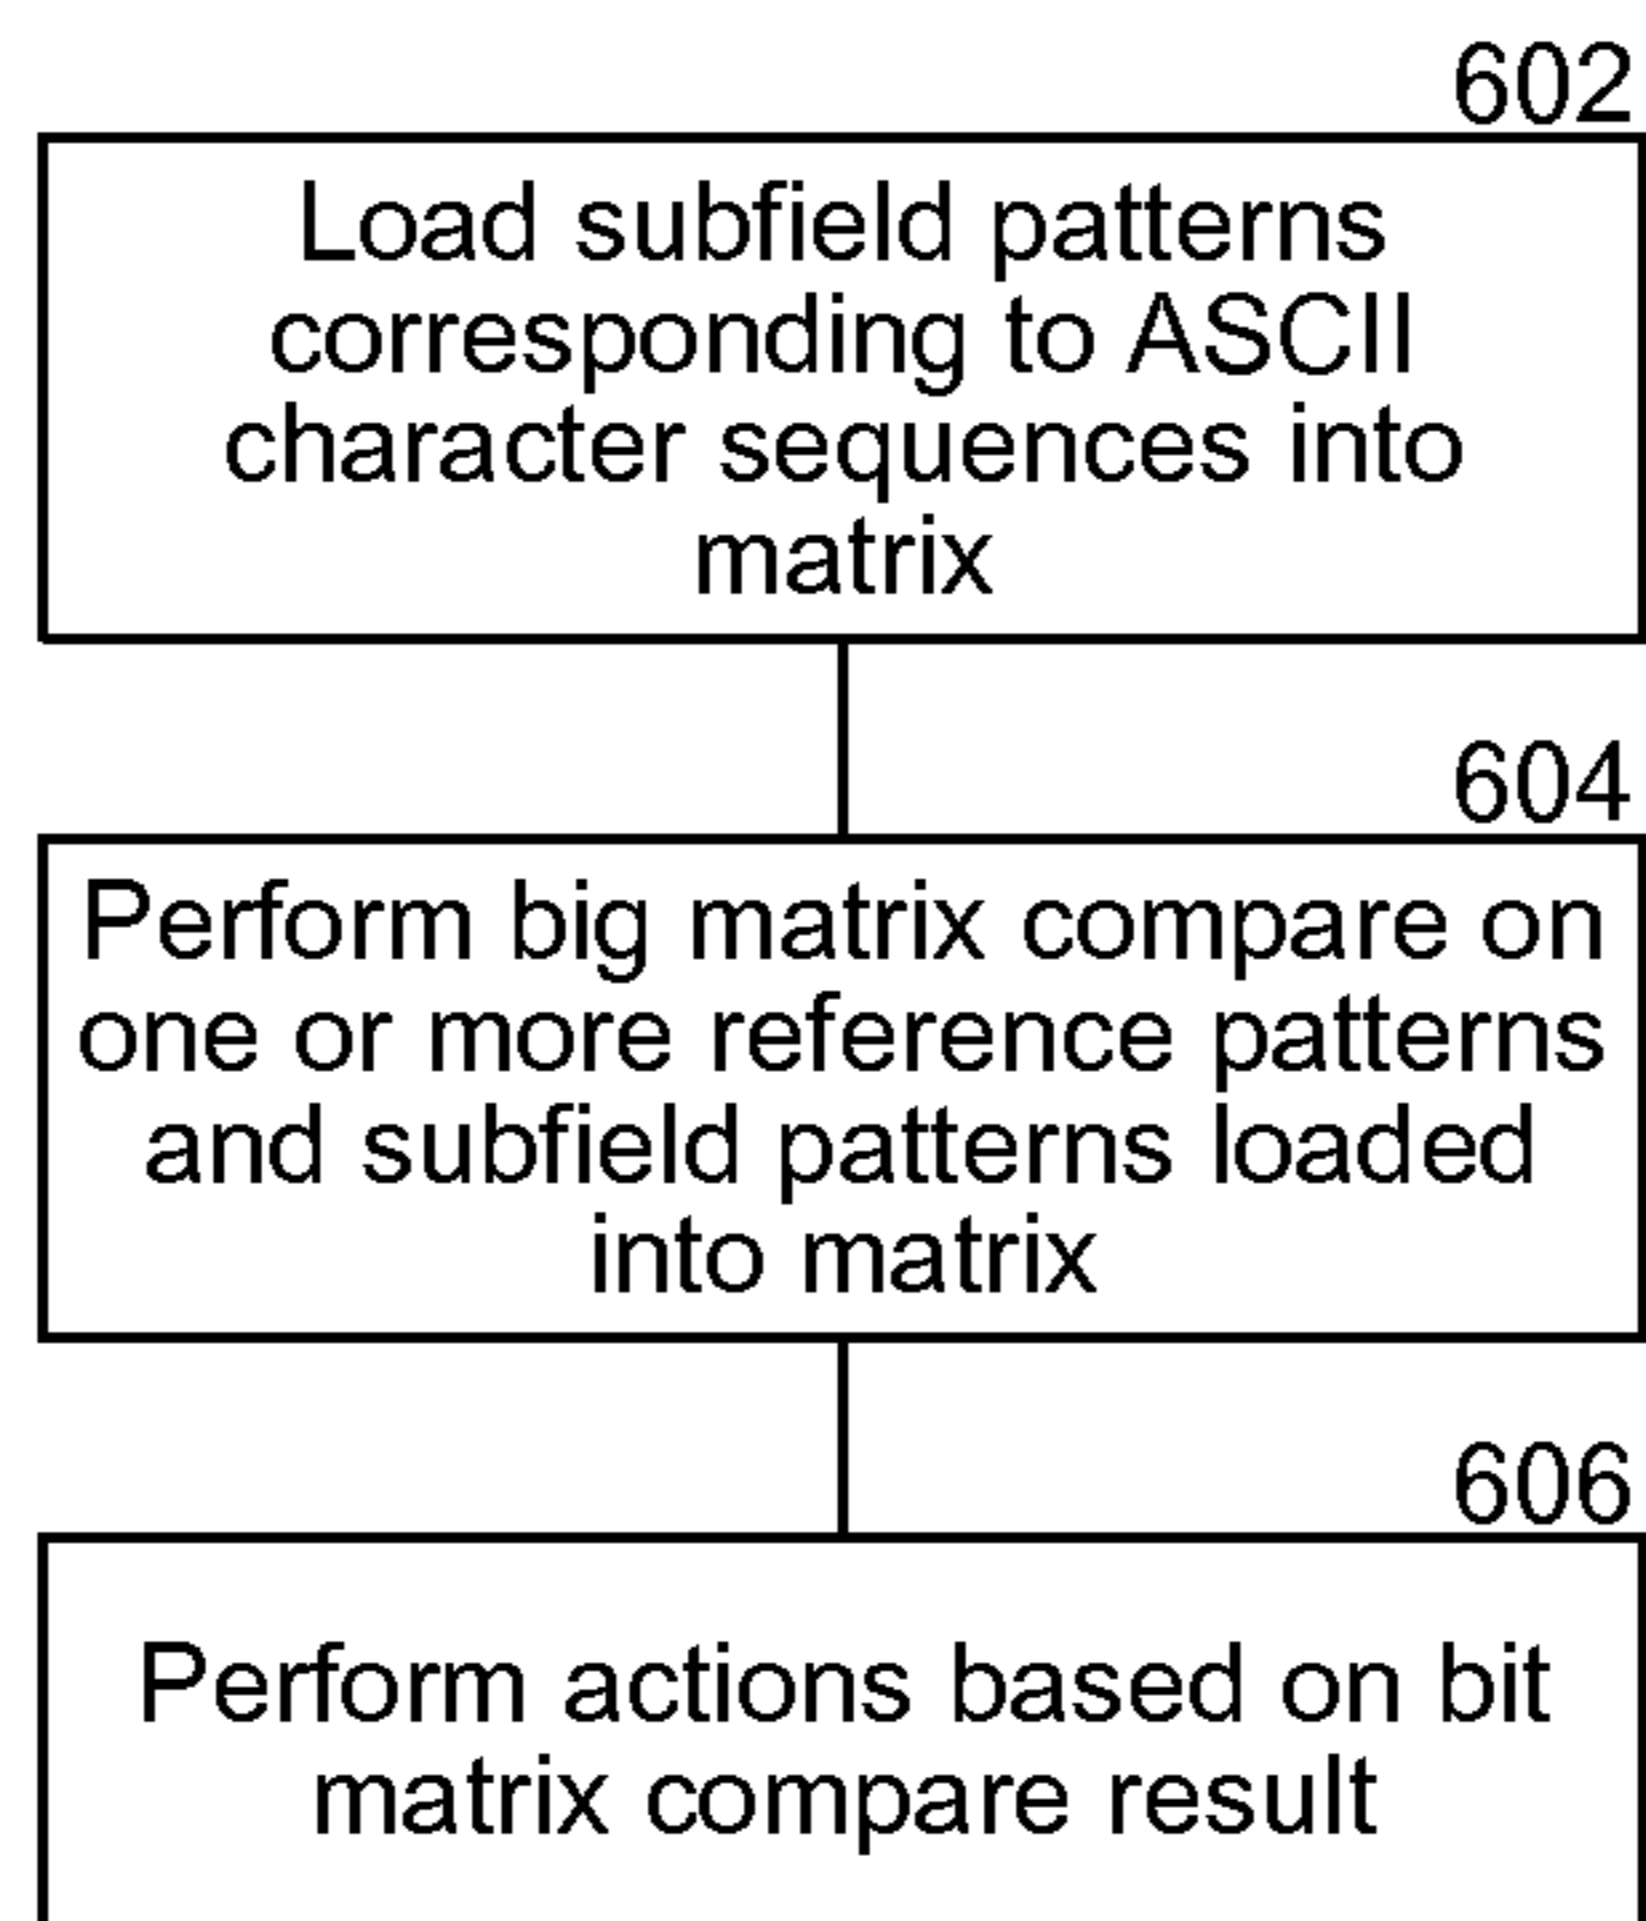 602
Load subfield patterns
corresponding to ASCII
character sequences into
matrix
604
Perform big matrix compare on
one or more reference patterns
and subfield patterns loaded
into matrix
606
Perform actions based on bit
matrix compare result